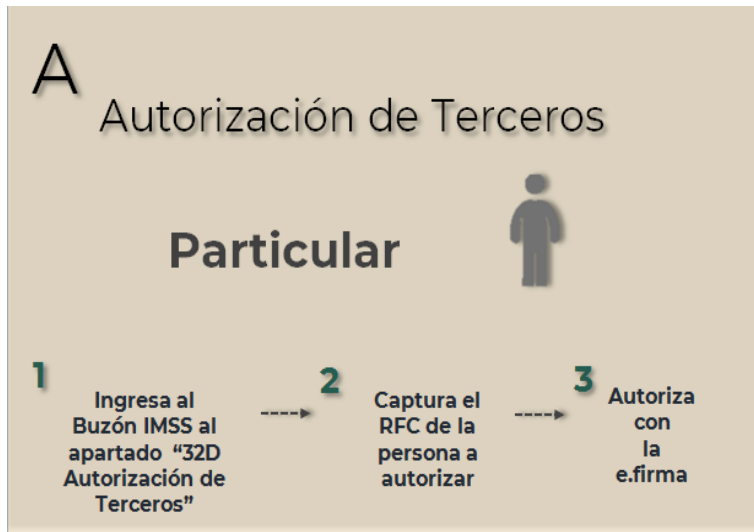 A
Autorización de Terceros
Particular
1
Ingresa al
Buzón IMSS al
apartado “32D
Autorización de
Terceros”
2
Captura el
RFC de la
persona a
autorizar
3
Autoriza
con
la
e.firma